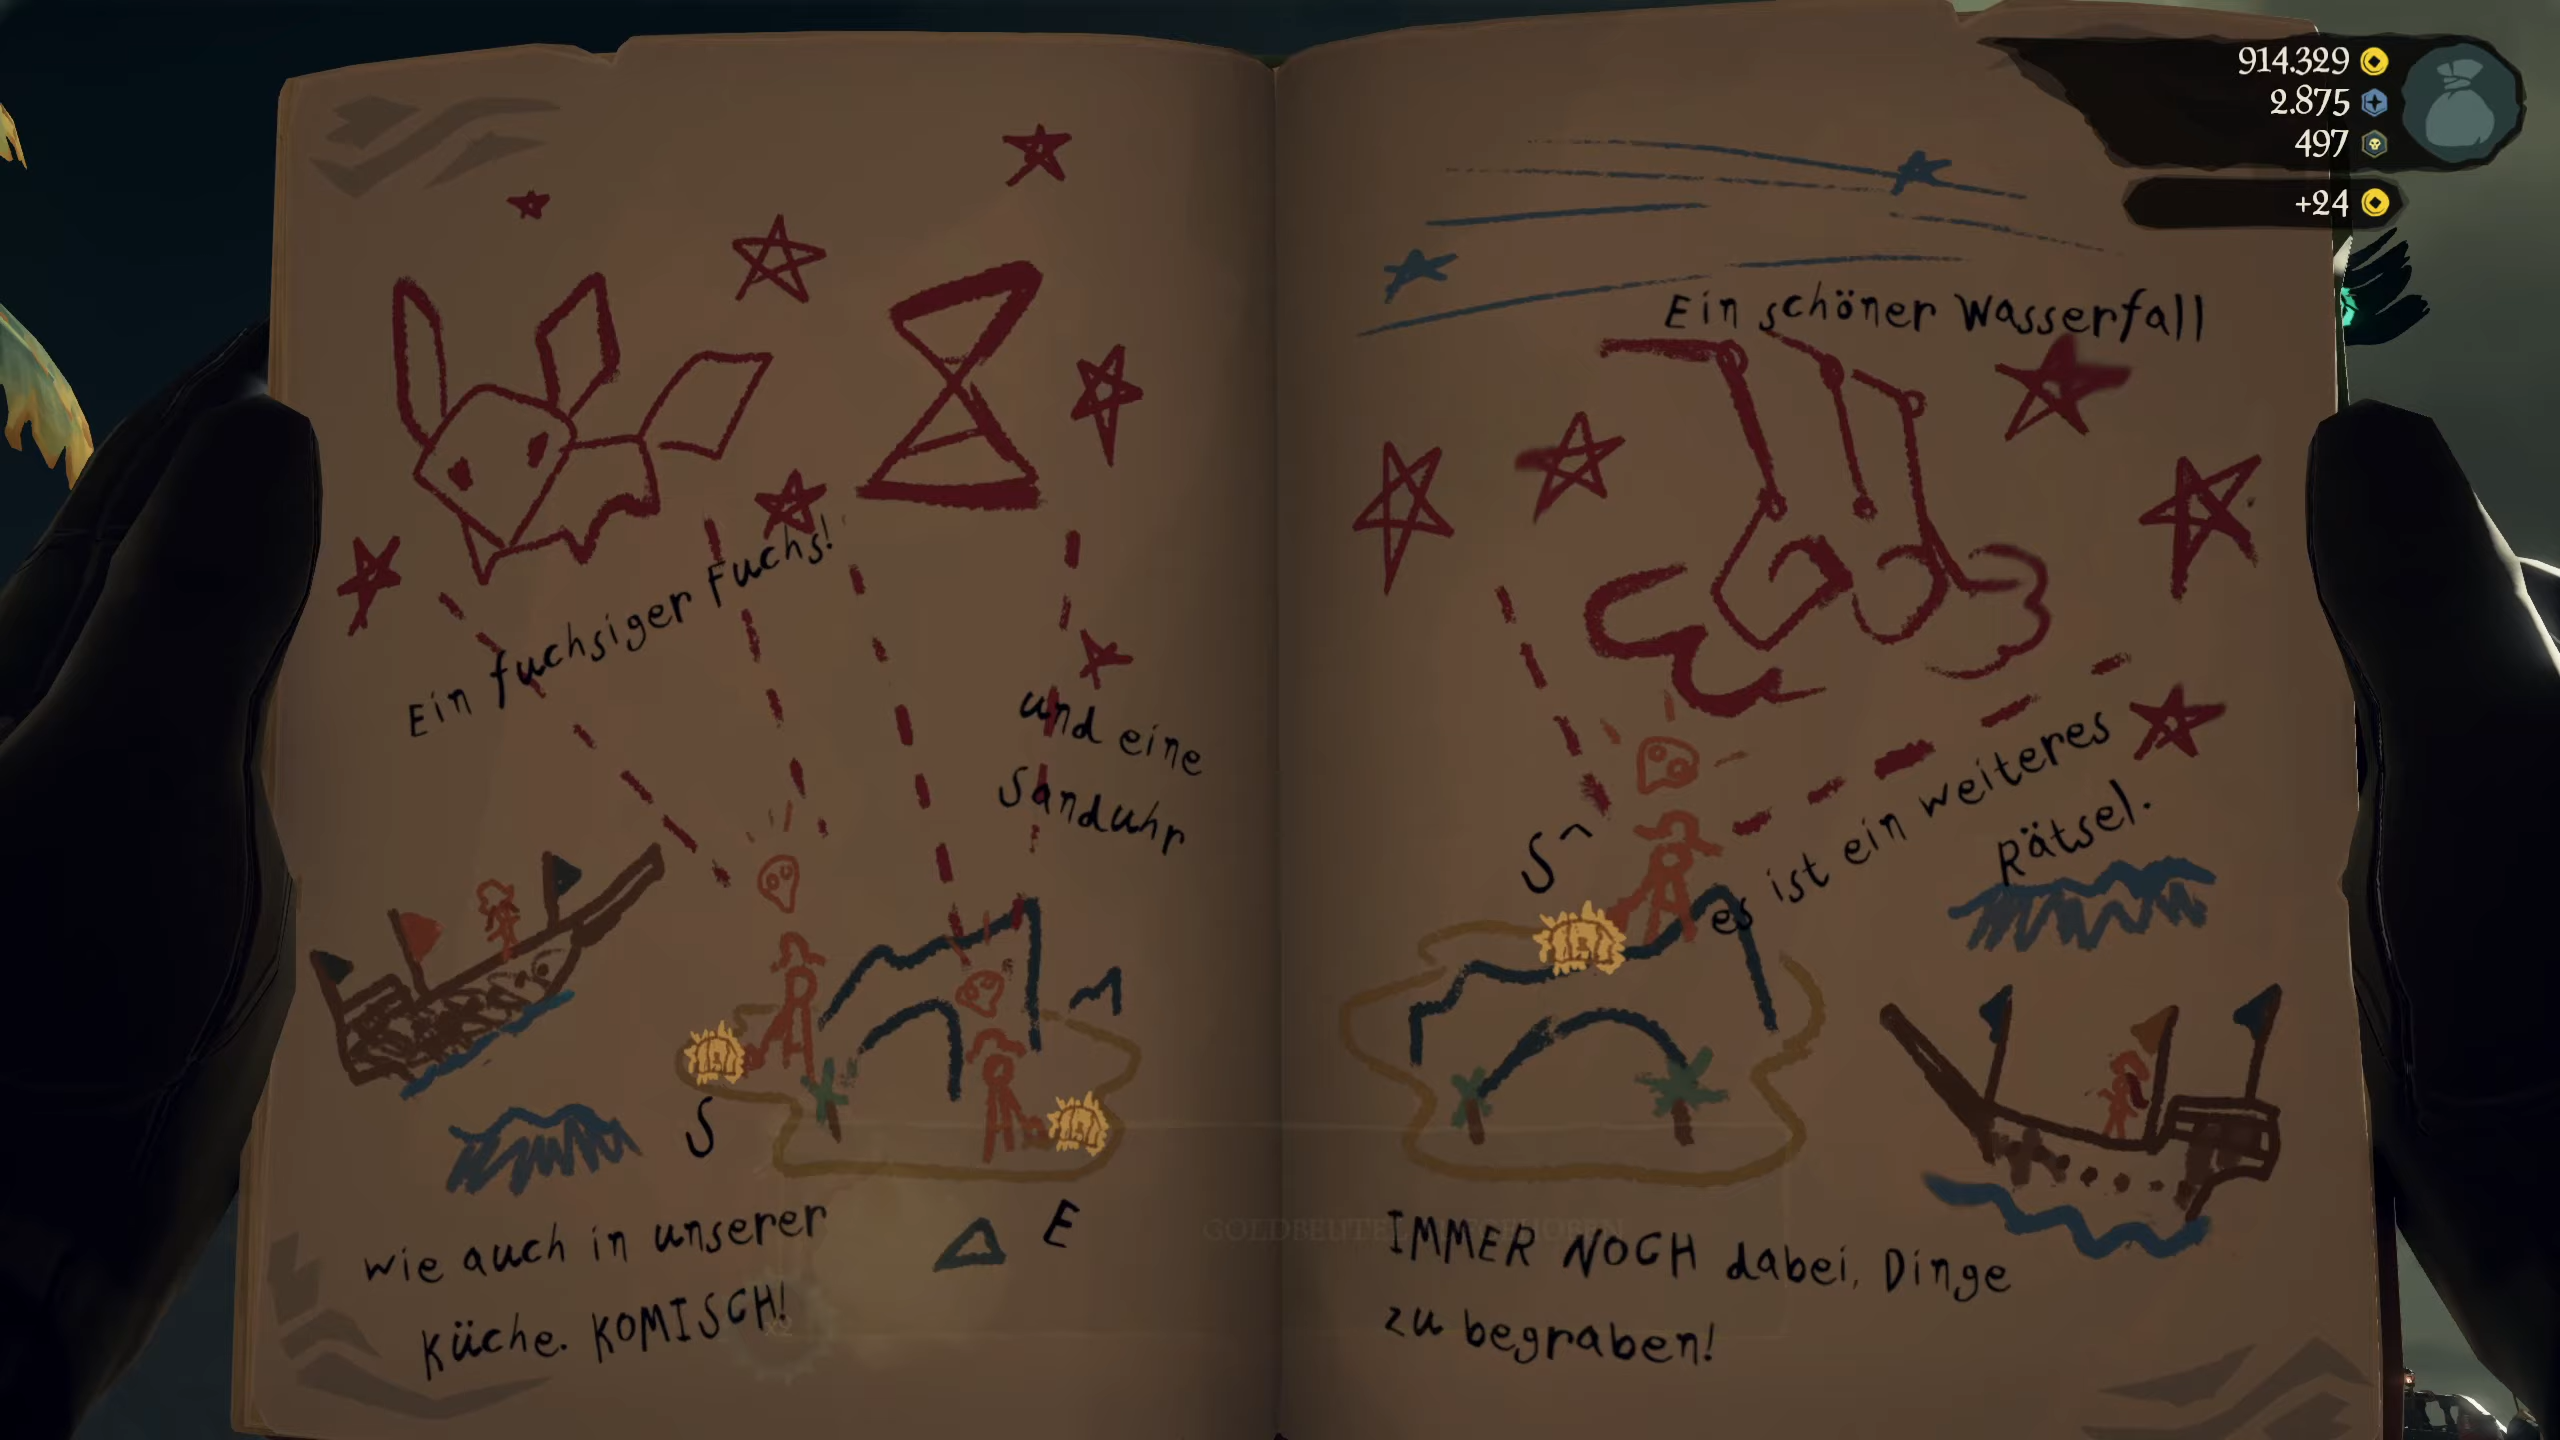 914.329
2.875
497
+24
Ein fuchsiger Fuchs!
und eine
Sanduhr
S
E
wie auch in unserer
Küche. KOMISCH!
Ein schöner Wasserfall
S
es ist ein weiteres
Rätsel.
IMMER NOCH dabei, Dinge
zu begraben!
x2